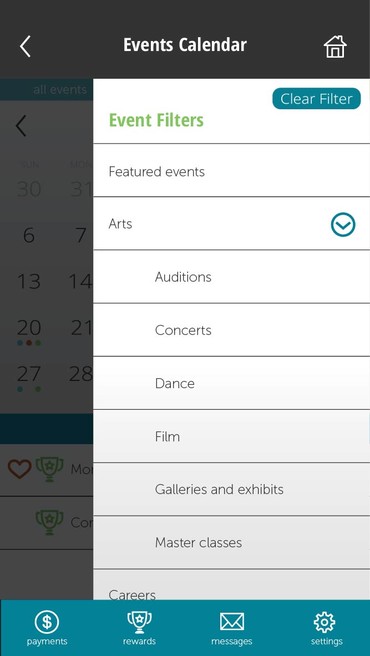 Events Calendar
all events
Clear Filter
Event Filters
SUN
30 31
6 7
13 14
20 21
27 28
Featured events
Arts
Auditions
Concerts
Dance
Film
Galleries and exhibits
Master classes
Careers
payments rewards messages settings